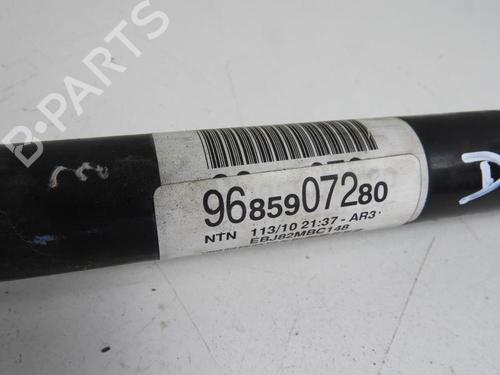 B-PARTS
9685907280
NTN 113/10 21:37 - AR3
EBJ82MBC148